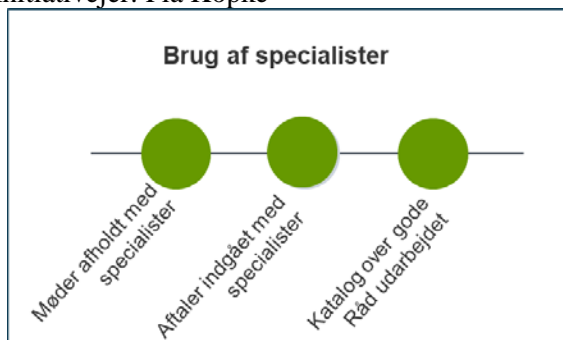 Brug af specialister
Møder afholdt med
specialister
Aftaler indgået med
specialister
Katalog over gode
Råd udarbejdet